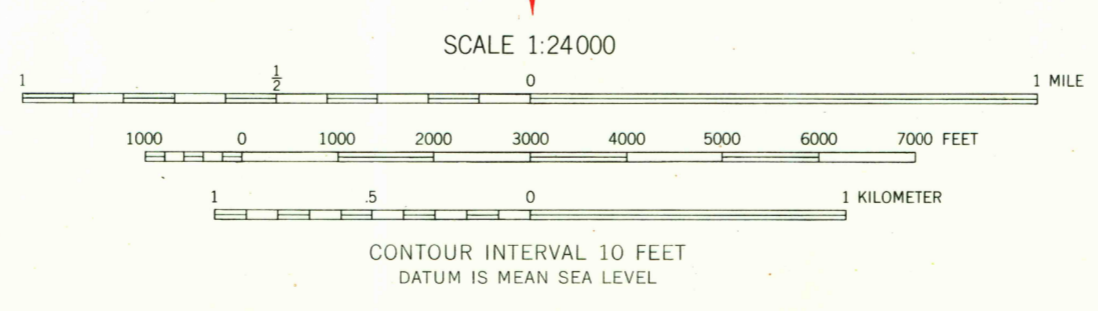 SCALE 1:24000
1 1/2 0 1 MILE
1000 0 1000 2000 3000 4000 5000 6000 7000 FEET
1 .5 0 1 KILOMETER
CONTOUR INTERVAL 10 FEET
DATUM IS MEAN SEA LEVEL